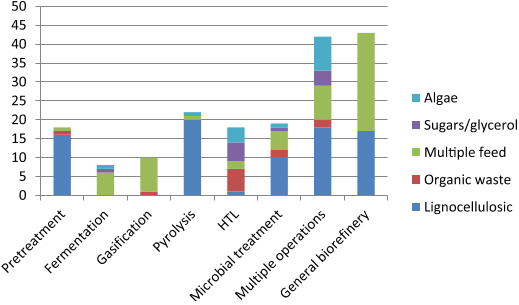 50
45
40
35
30
25
20
15
10
5
0
Pretreatment
Fermentation
Gasification
Pyrolysis
HTL
Microbial treatment
Multiple operations
General biorefinery
Algae
Sugars/glycerol
Multiple feed
Organic waste
Lignocellulosic